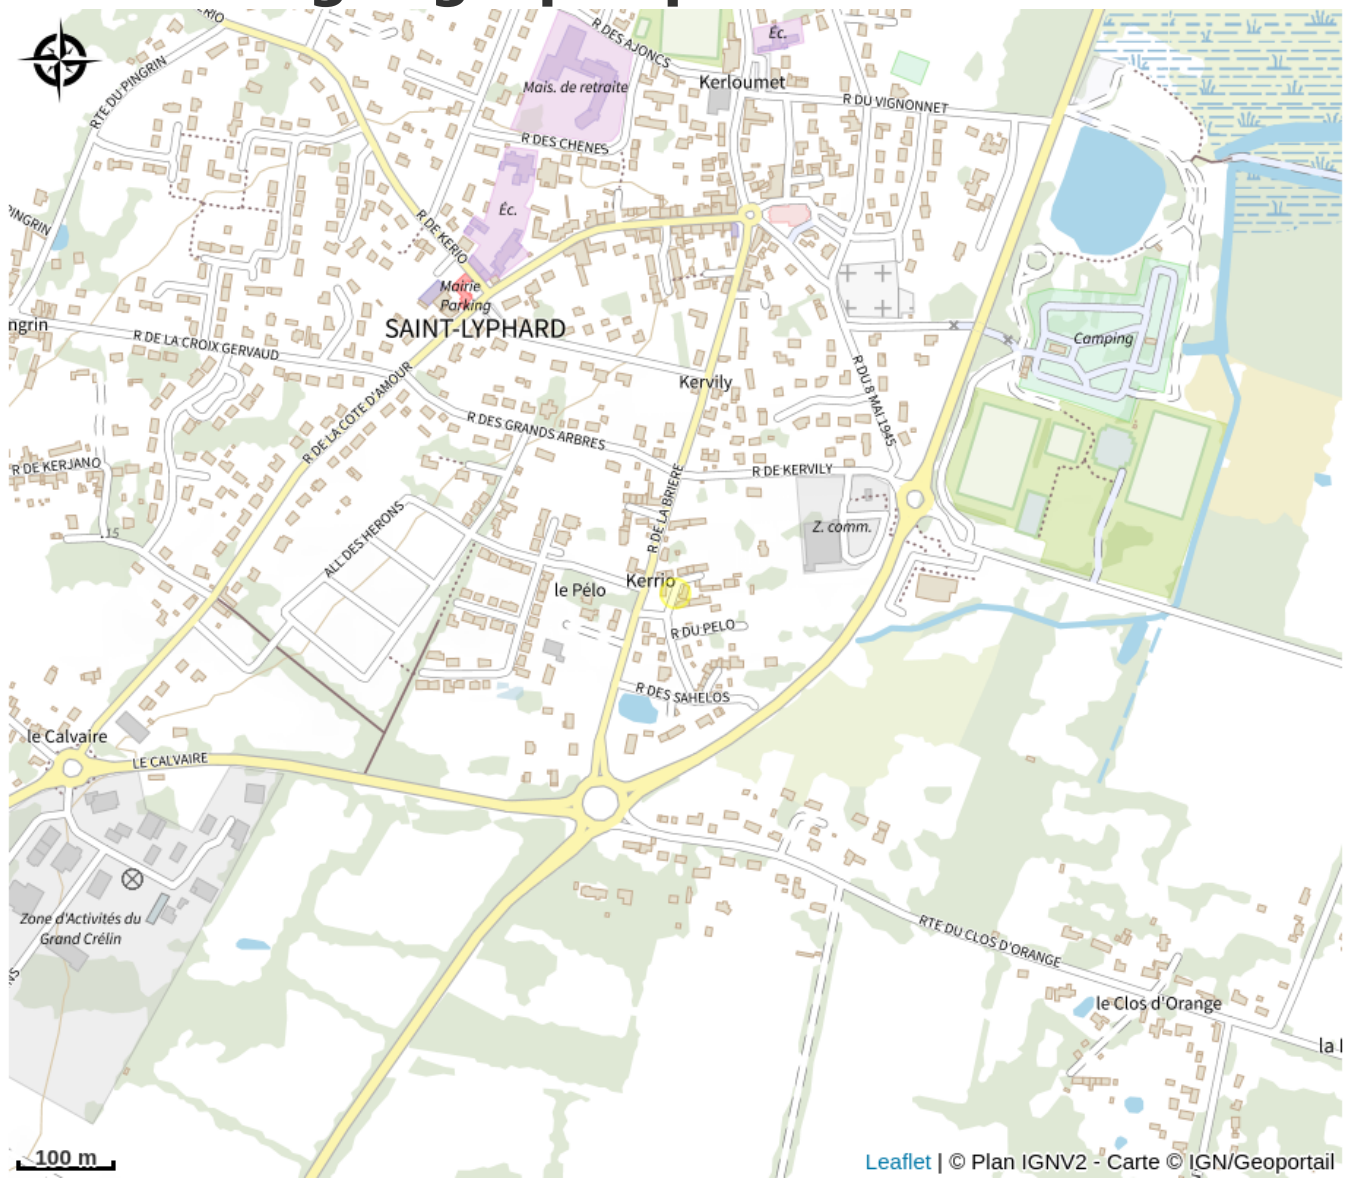 R DES AJONCS
Éc.
Kerloumet
Mais. de retraite
RTE DU PINGRIN
R DU VIGNONNET
R DES CHENES
Éc.
PINGRIN
R DE KERIO
Mairie
Parking
SAINT-LYPHARD
ngrin
R DE LA CROIX GERVAUD
Camping
Kervily
R DU 8 MAI 1945
R DE LA COTE D'AMOUR
R DES GRANDS ARBRES
R DE KERJANO
R DE KERVILY
R DE LA BRIERE
15
ALL DES HERONS
Z. comm.
Kerrio
le Pélo
R DU PELO
R DES SAHELOS
le Calvaire
LE CALVAIRE
Zone d'Activités du
Grand Crélin
RTE DU CLOS D'ORANGE
le Clos d'Orange
100 m
Leaflet | © Plan IGNV2 - Carte © IGN/Geoportail